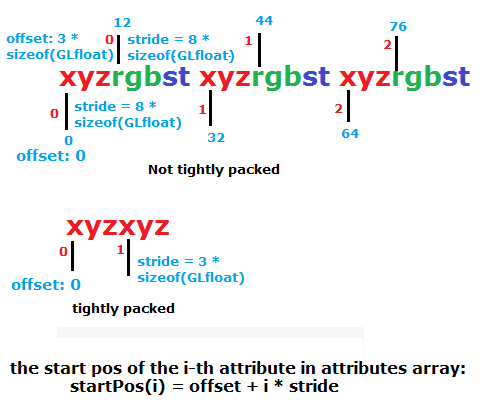 12
44
76
offset: 3 *
sizeof(GLfloat)
0
stride = 8 *
sizeof(GLfloat)
1
2
xyzrgbst xyzrgbst xyzrgbst
0
stride = 8 *
sizeof(GLfloat)
1
2
0
32
64
offset: 0
Not tightly packed
xyzxyz
0
1
stride = 3 *
sizeof(GLfloat)
offset: 0
tightly packed
the start pos of the i-th attribute in attributes array:
startPos(i) = offset + i * stride